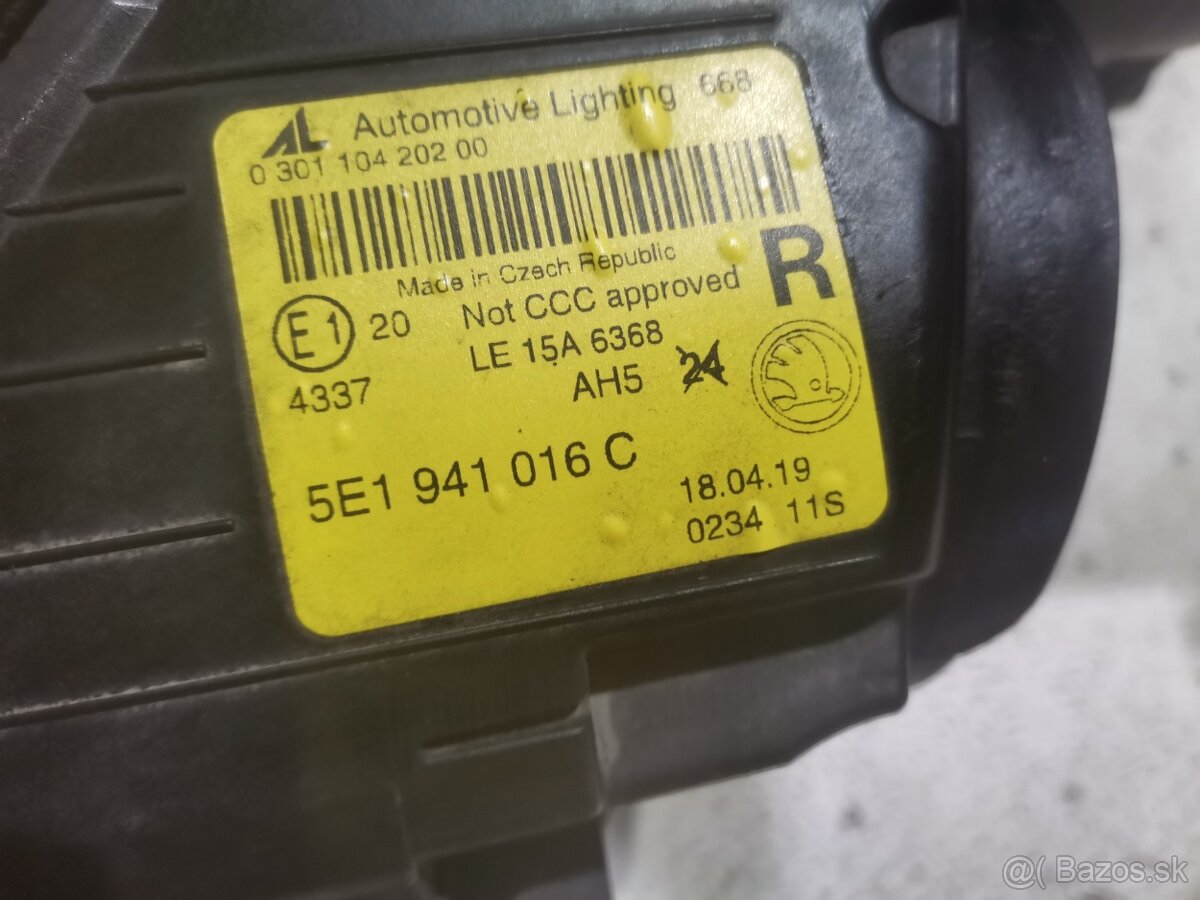 AL Automotive Lighting 668
0 301 104 202 00
Made in Czech Republic
Not CCC approved R
E1 20
LE 15A 6368
4337
AH5 24
5E1 941 016 C
18.04.19
0234 11S
@( Bazos.sk